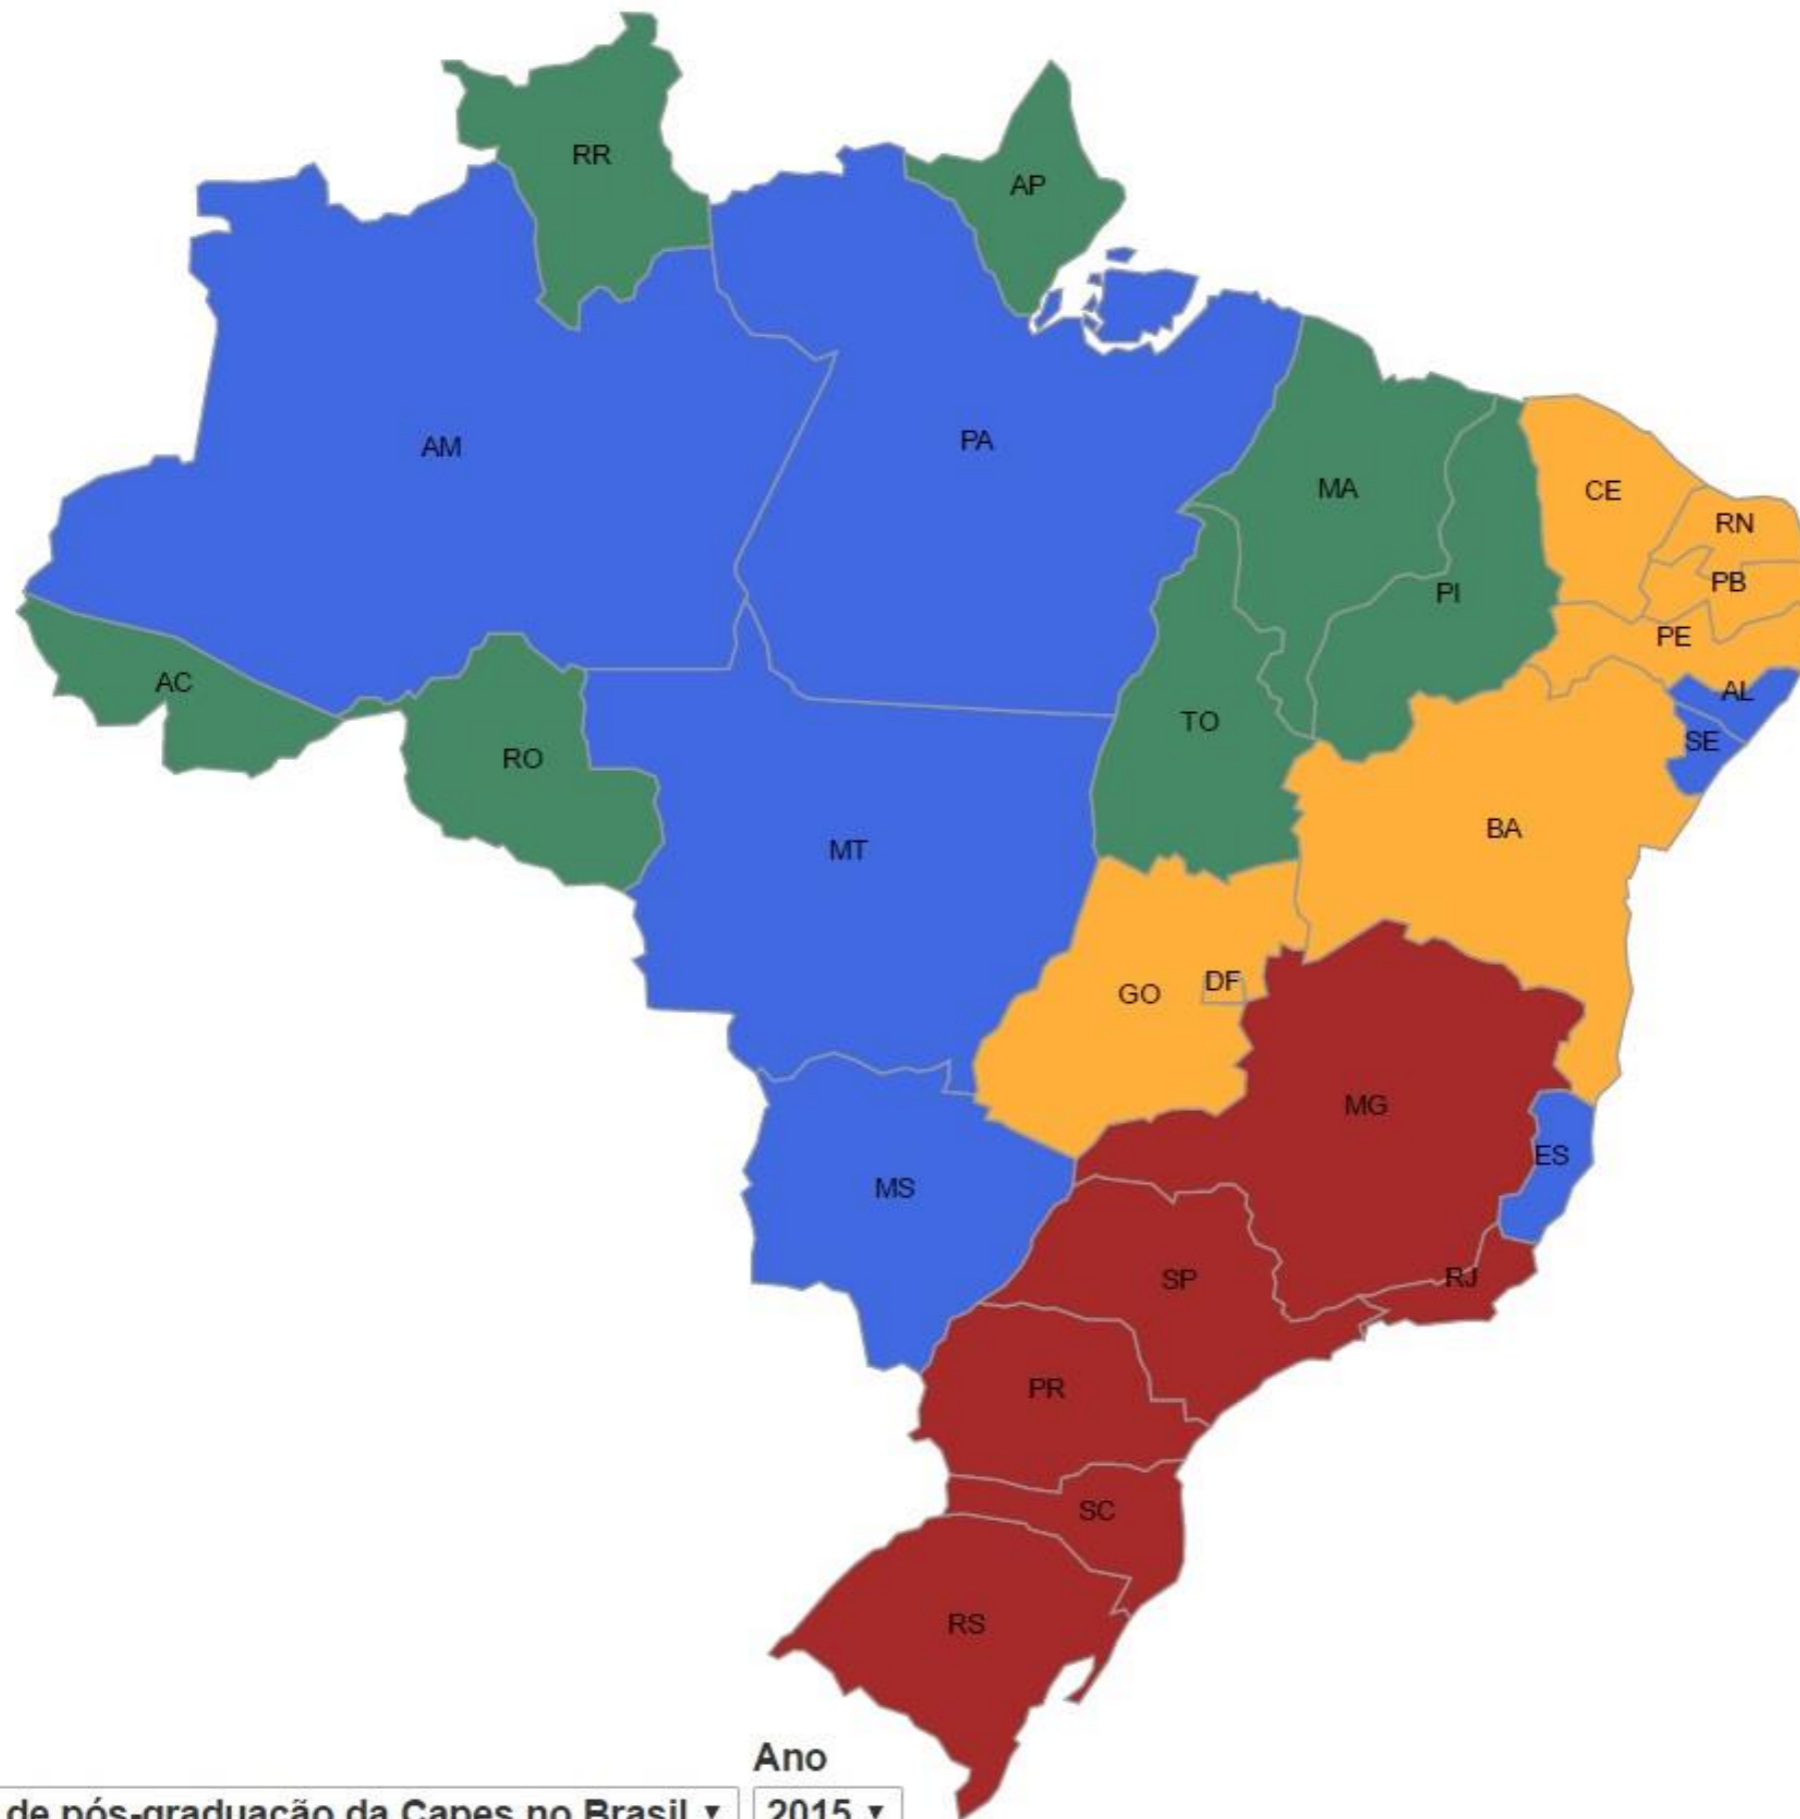 RR
AP
AM
PA
MA
CE
RN
PB
PI
PE
AC
AL
TO
SE
RO
BA
MT
DF
GO
MG
ES
MS
RJ
SP
PR
SC
RS
Ano
de pós-graduação da Capes no Brasil
2015